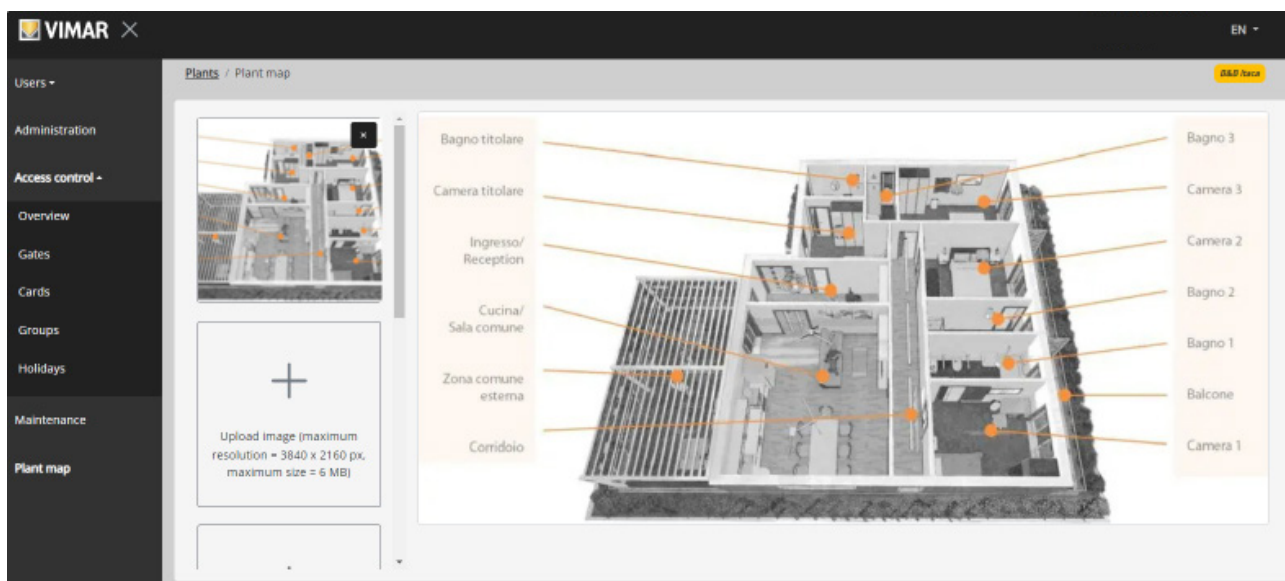 VIMAR
EN
Users
Plants / Plant map
B&B Itaca
Administration
Access control
Overview
Gates
Cards
Groups
Holidays
Maintenance
Plant map
Upload image (maximum
resolution = 3840 x 2160 px,
maximum size = 6 MB)
Bagno titolare
Camera titolare
Ingresso/
Reception
Cucina/
Sala comune
Zona comune
esterna
Corridoio
Bagno 3
Camera 3
Camera 2
Bagno 2
Bagno 1
Balcone
Camera 1